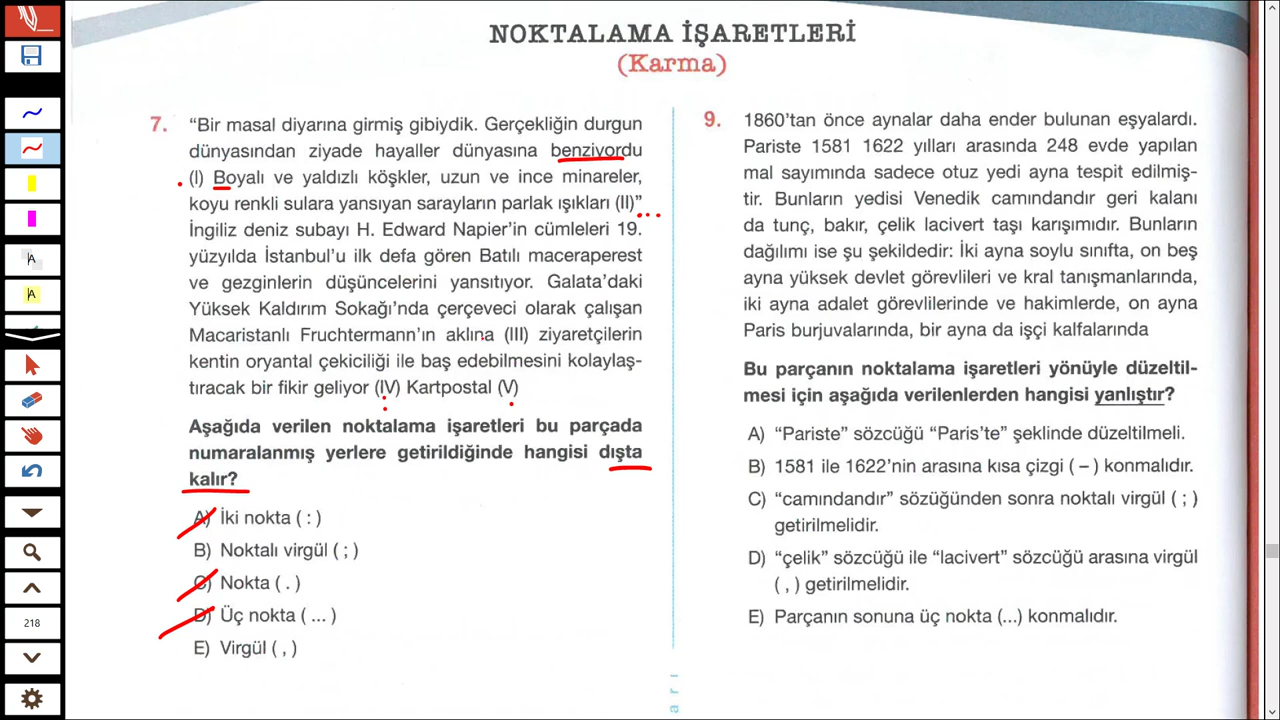 NOKTALAMA İŞARETLERİ
(Karma)
7. “Bir masal diyarına girmiş gibiydik. Gerçekliğin durgun
dünyasından ziyade hayaller dünyasına benziyordu
(I) Boyalı ve yaldızlı köşkler, uzun ve ince minareler,
koyu renkli sulara yansıyan sarayların parlak ışıkları (II)”
İngiliz deniz subayı H. Edward Napier’in cümleleri 19.
yüzyılda İstanbul’u ilk defa gören Batılı maceraperest
ve gezginlerin düşüncelerini yansıtıyor. Galata’daki
Yüksek Kaldırım Sokağı’nda çerçeveci olarak çalışan
Macaristanlı Fruchtermann’ın aklına (III) ziyaretçilerin
kentin oryantal çekiciliği ile baş edebilmesini kolaylaş-
tıracak bir fikir geliyor (IV) Kartpostal (V)
Aşağıda verilen noktalama işaretleri bu parçada
numaralanmış yerlere getirildiğinde hangisi dışta
kalır?
A) İki nokta ( : )
B) Noktalı virgül ( ; )
C) Nokta ( . )
D) Üç nokta ( ... )
E) Virgül ( , )
9. 1860’tan önce aynalar daha ender bulunan eşyalardı.
Pariste 1581 1622 yılları arasında 248 evde yapılan
mal sayımında sadece otuz yedi ayna tespit edilmiş-
tir. Bunların yedisi Venedik camındandır geri kalanı
da tunç, bakır, çelik lacivert taşı karışımıdır. Bunların
dağılımı ise şu şekildedir: İki ayna soylu sınıfta, on beş
ayna yüksek devlet görevlileri ve kral tanışmanlarında,
iki ayna adalet görevlilerinde ve hakimlerde, on ayna
Paris burjuvalarında, bir ayna da işçi kalfalarında
Bu parçanın noktalama işaretleri yönüyle düzeltil-
mesi için aşağıda verilenlerden hangisi yanlıştır?
A) “Pariste” sözcüğü “Paris’te” şeklinde düzeltilmeli.
B) 1581 ile 1622’nin arasına kısa çizgi ( – ) konmalıdır.
C) “camındandır” sözüğünden sonra noktalı virgül ( ; )
getirilmelidir.
D) “çelik” sözcüğü ile “lacivert” sözcüğü arasına virgül
( , ) getirilmelidir.
E) Parçanın sonuna üç nokta (...) konmalıdır.
A
A
218